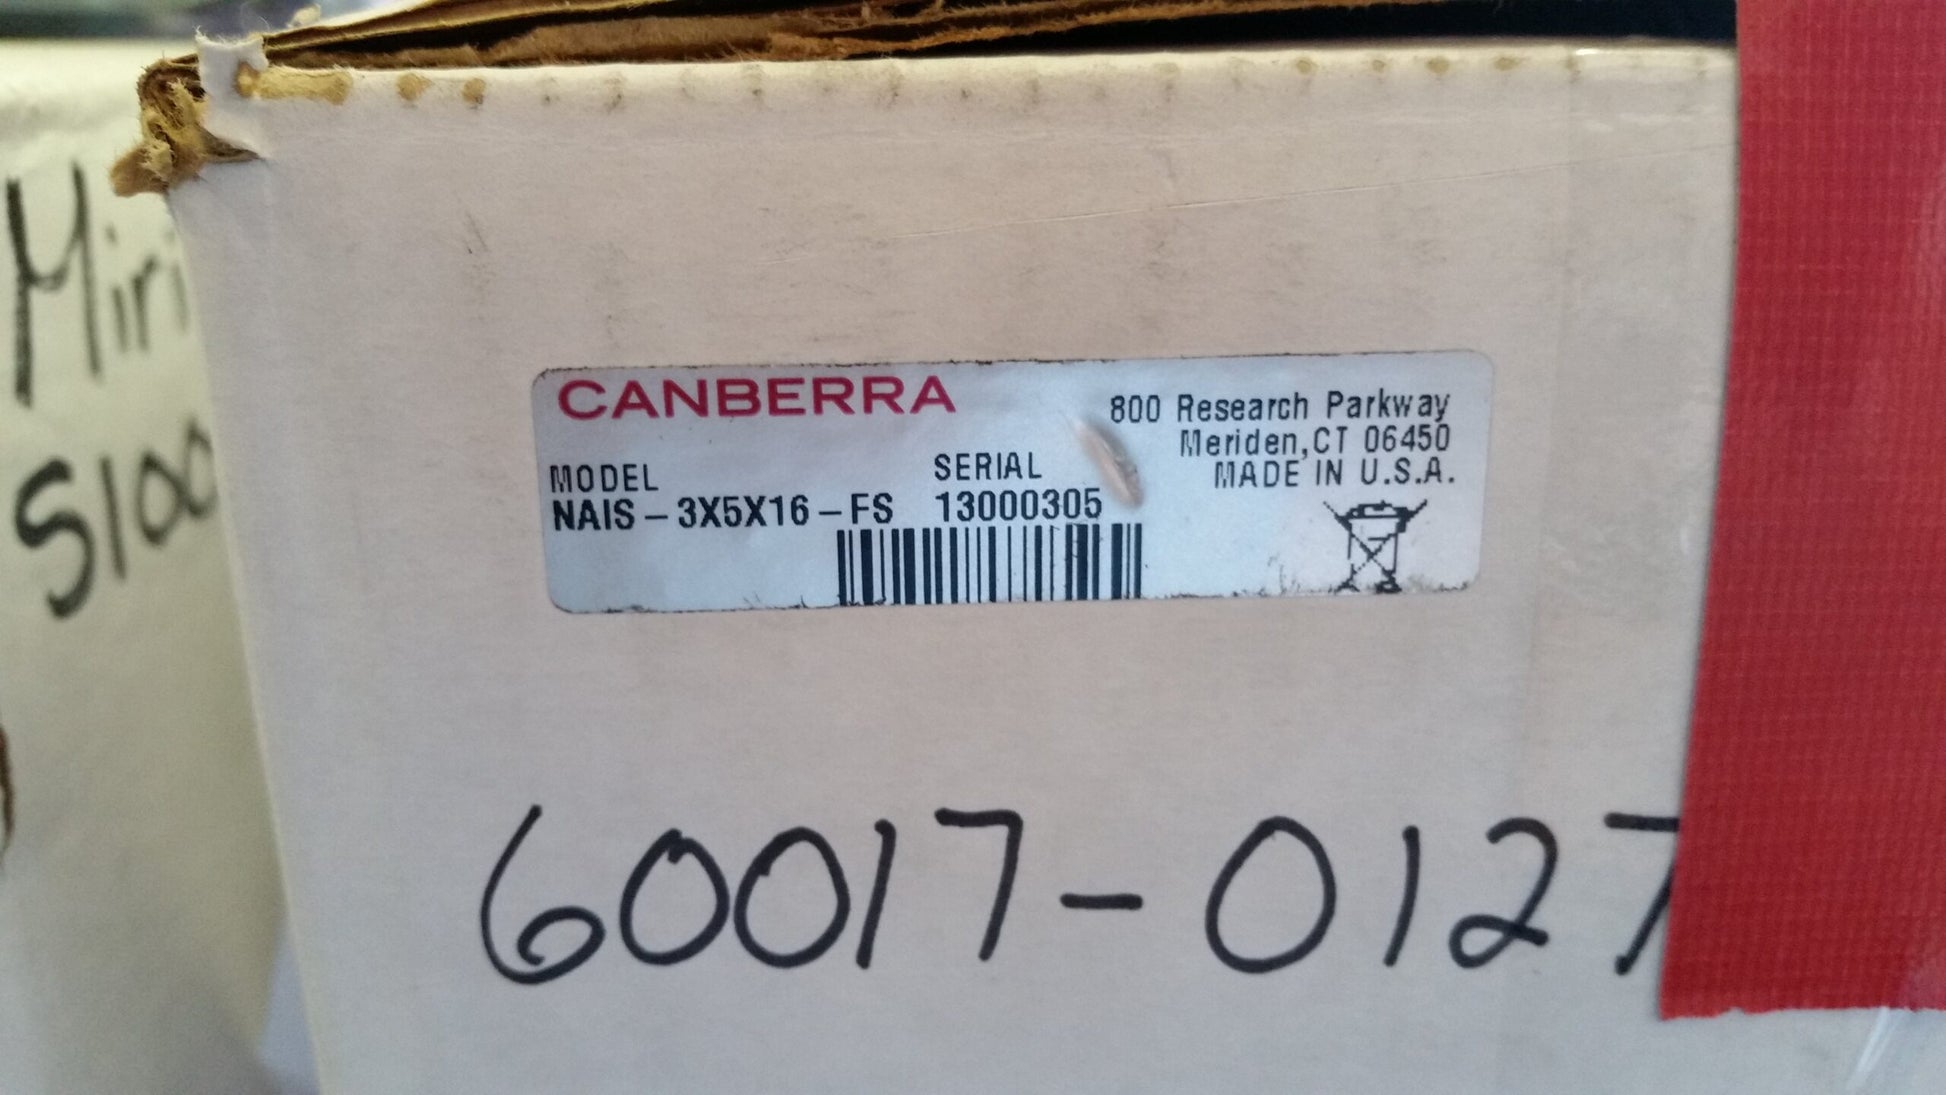 CANBERRA
800 Research Parkway
Meriden,CT 06450
MADE IN U.S.A.
MODEL
NAIS-3X5X16-FS
SERIAL
13000305
60017-0127
Miri
S100